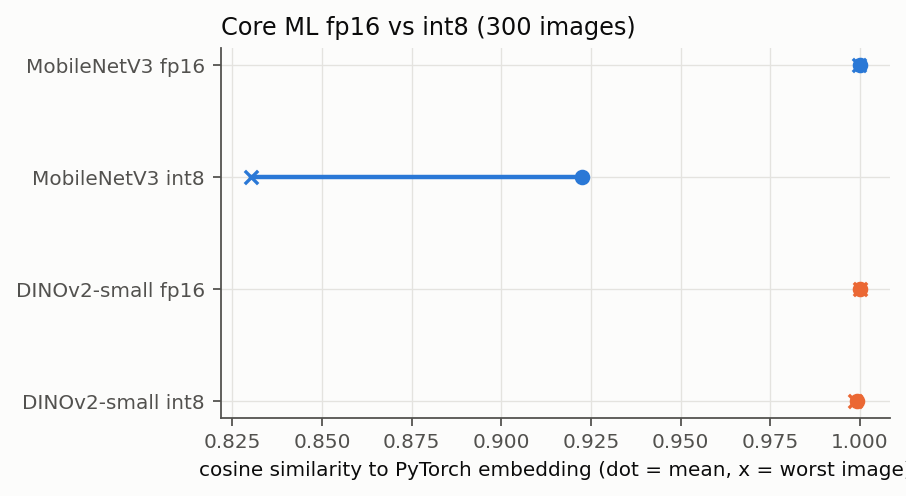 Core ML fp16 vs int8 (300 images)
MobileNetV3 fp16
MobileNetV3 int8
DINOv2-small fp16
DINOv2-small int8
0.825 0.850 0.875 0.900 0.925 0.950 0.975 1.000
cosine similarity to PyTorch embedding (dot = mean, x = worst image)